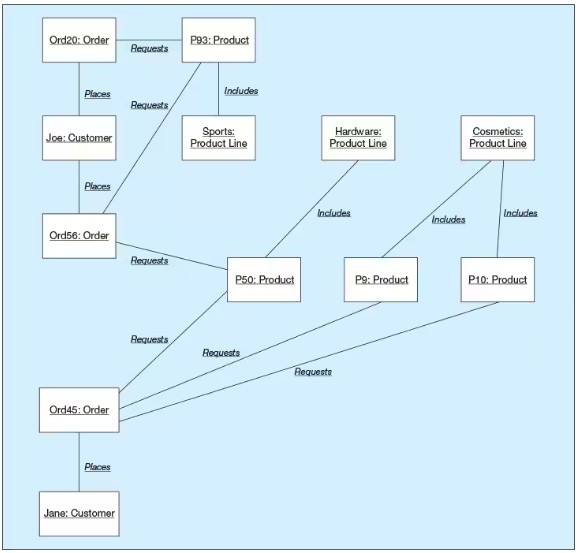 Ord20: Order
P93: Product
Requests
Places
Requests
Includes
Joe: Customer
Sports:
Product Line
Hardware:
Product Line
Cosmetics:
Product Line
Places
Includes
Includes
Includes
Ord56: Order
Requests
P50: Product
P9: Product
P10: Product
Requests
Requests
Requests
Ord45: Order
Places
Jane: Customer